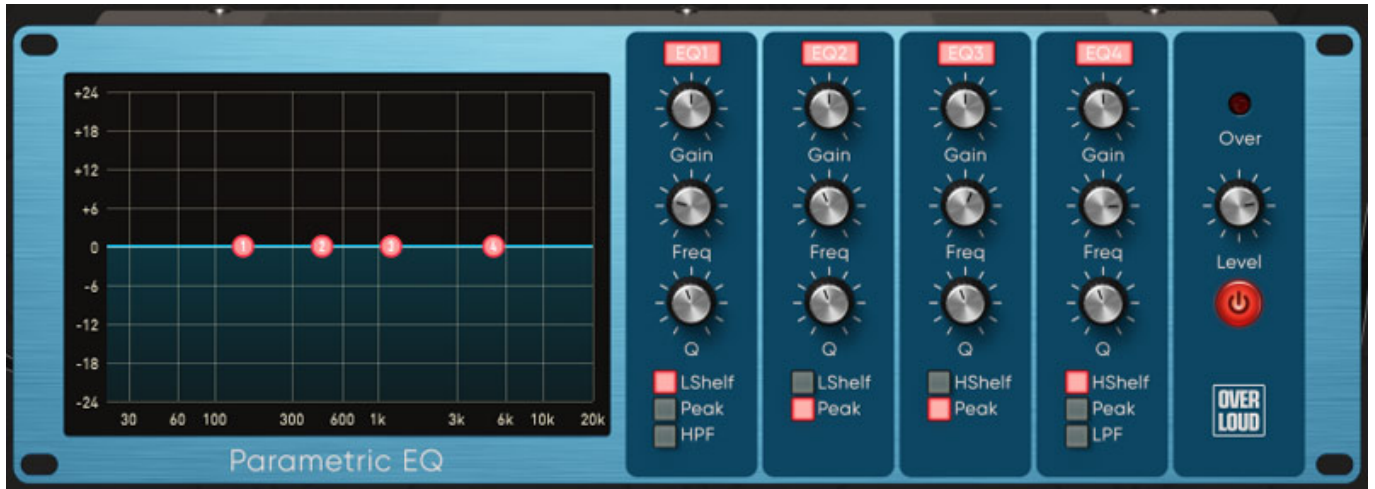 EQ1 EQ2 EQ3 EQ4
+24
+18
+12
+6
0
-6
-12
-18
-24
1 2 3 4
30 60 100 300 600 1k 3k 6k 10k 20k
Parametric EQ
Gain Gain Gain Gain
Freq Freq Freq Freq
Q Q Q Q
LShelf LShelf HShelf HShelf
Peak Peak Peak Peak
HPF LPF
Over
Level
OVER
LOUD